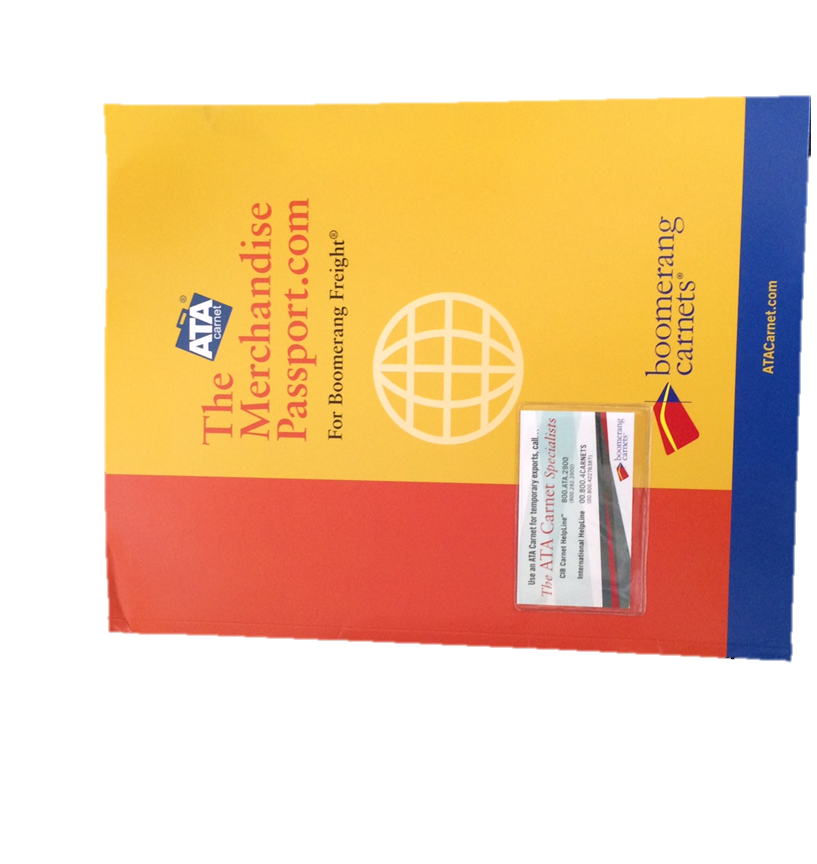 ATA®
carnet
The
Merchandise
Passport.com
For Boomerang Freight®
Use an ATA Carnet for temporary exports, call...
The ATA Carnet Specialists
CIB Carnet HelpLine™ 800.ATA.2900
(800.282.2900)
International HelpLine 00.800.4CARNETS
(00.800.42276387)
boomerang
carnets®
boomerang
carnets®
ATACarnet.com